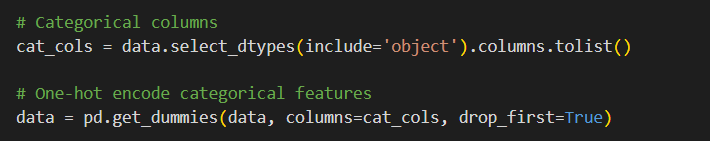 # Categorical columns
cat_cols = data.select_dtypes(include='object').columns.tolist()
# One-hot encode categorical features
data = pd.get_dummies(data, columns=cat_cols, drop_first=True)